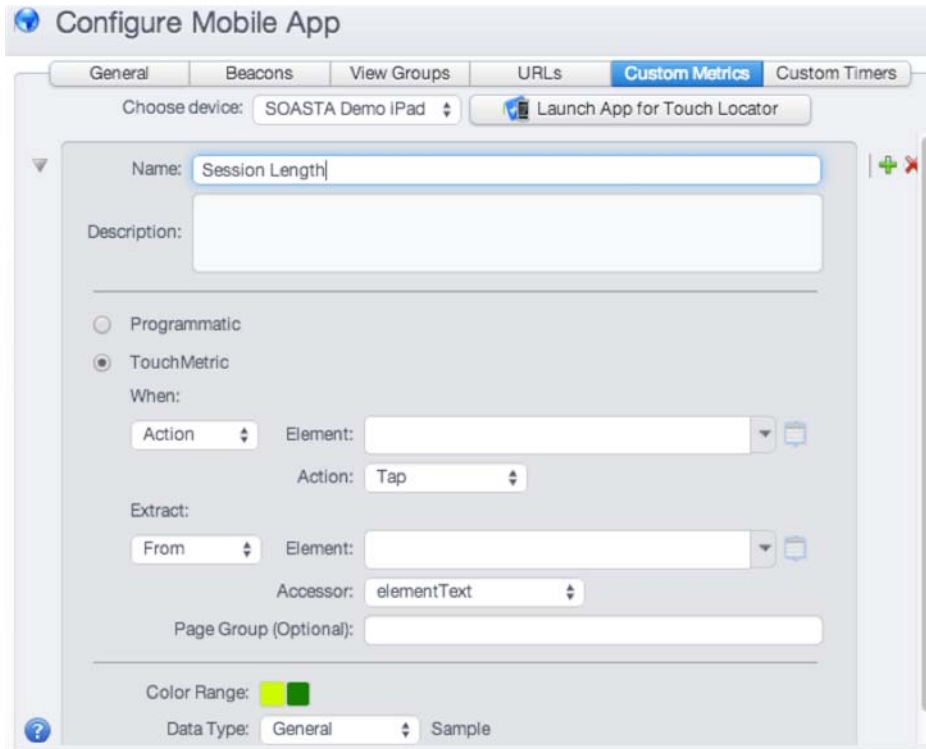 Configure Mobile App
General Beacons View Groups URLs Custom Metrics Custom Timers
Choose device: SOASTA Demo iPad Launch App for Touch Locator
Name: Session Length
Description:
Programmatic
TouchMetric
When:
Action Element:
Action: Tap
Extract:
From Element:
Accessor: elementText
Page Group (Optional):
Color Range:
? Data Type: General Sample